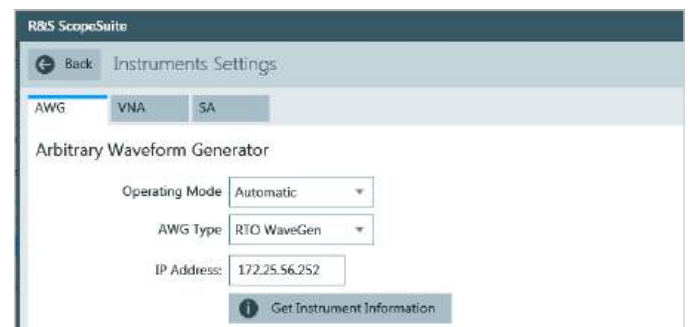 R&S ScopeSuite
Back Instruments Settings
AWG VNA SA
Arbitrary Waveform Generator
Operating Mode Automatic
AWG Type RTO WaveGen
IP Address: 172.25.56.252
Get Instrument Information